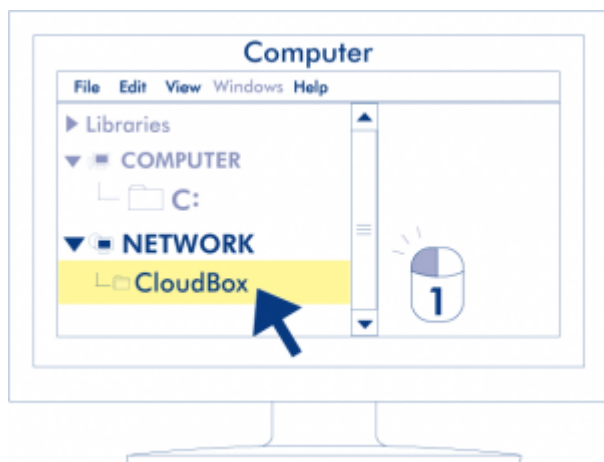 Computer
File Edit View Windows Help
Libraries
COMPUTER
C:
NETWORK
CloudBox
1